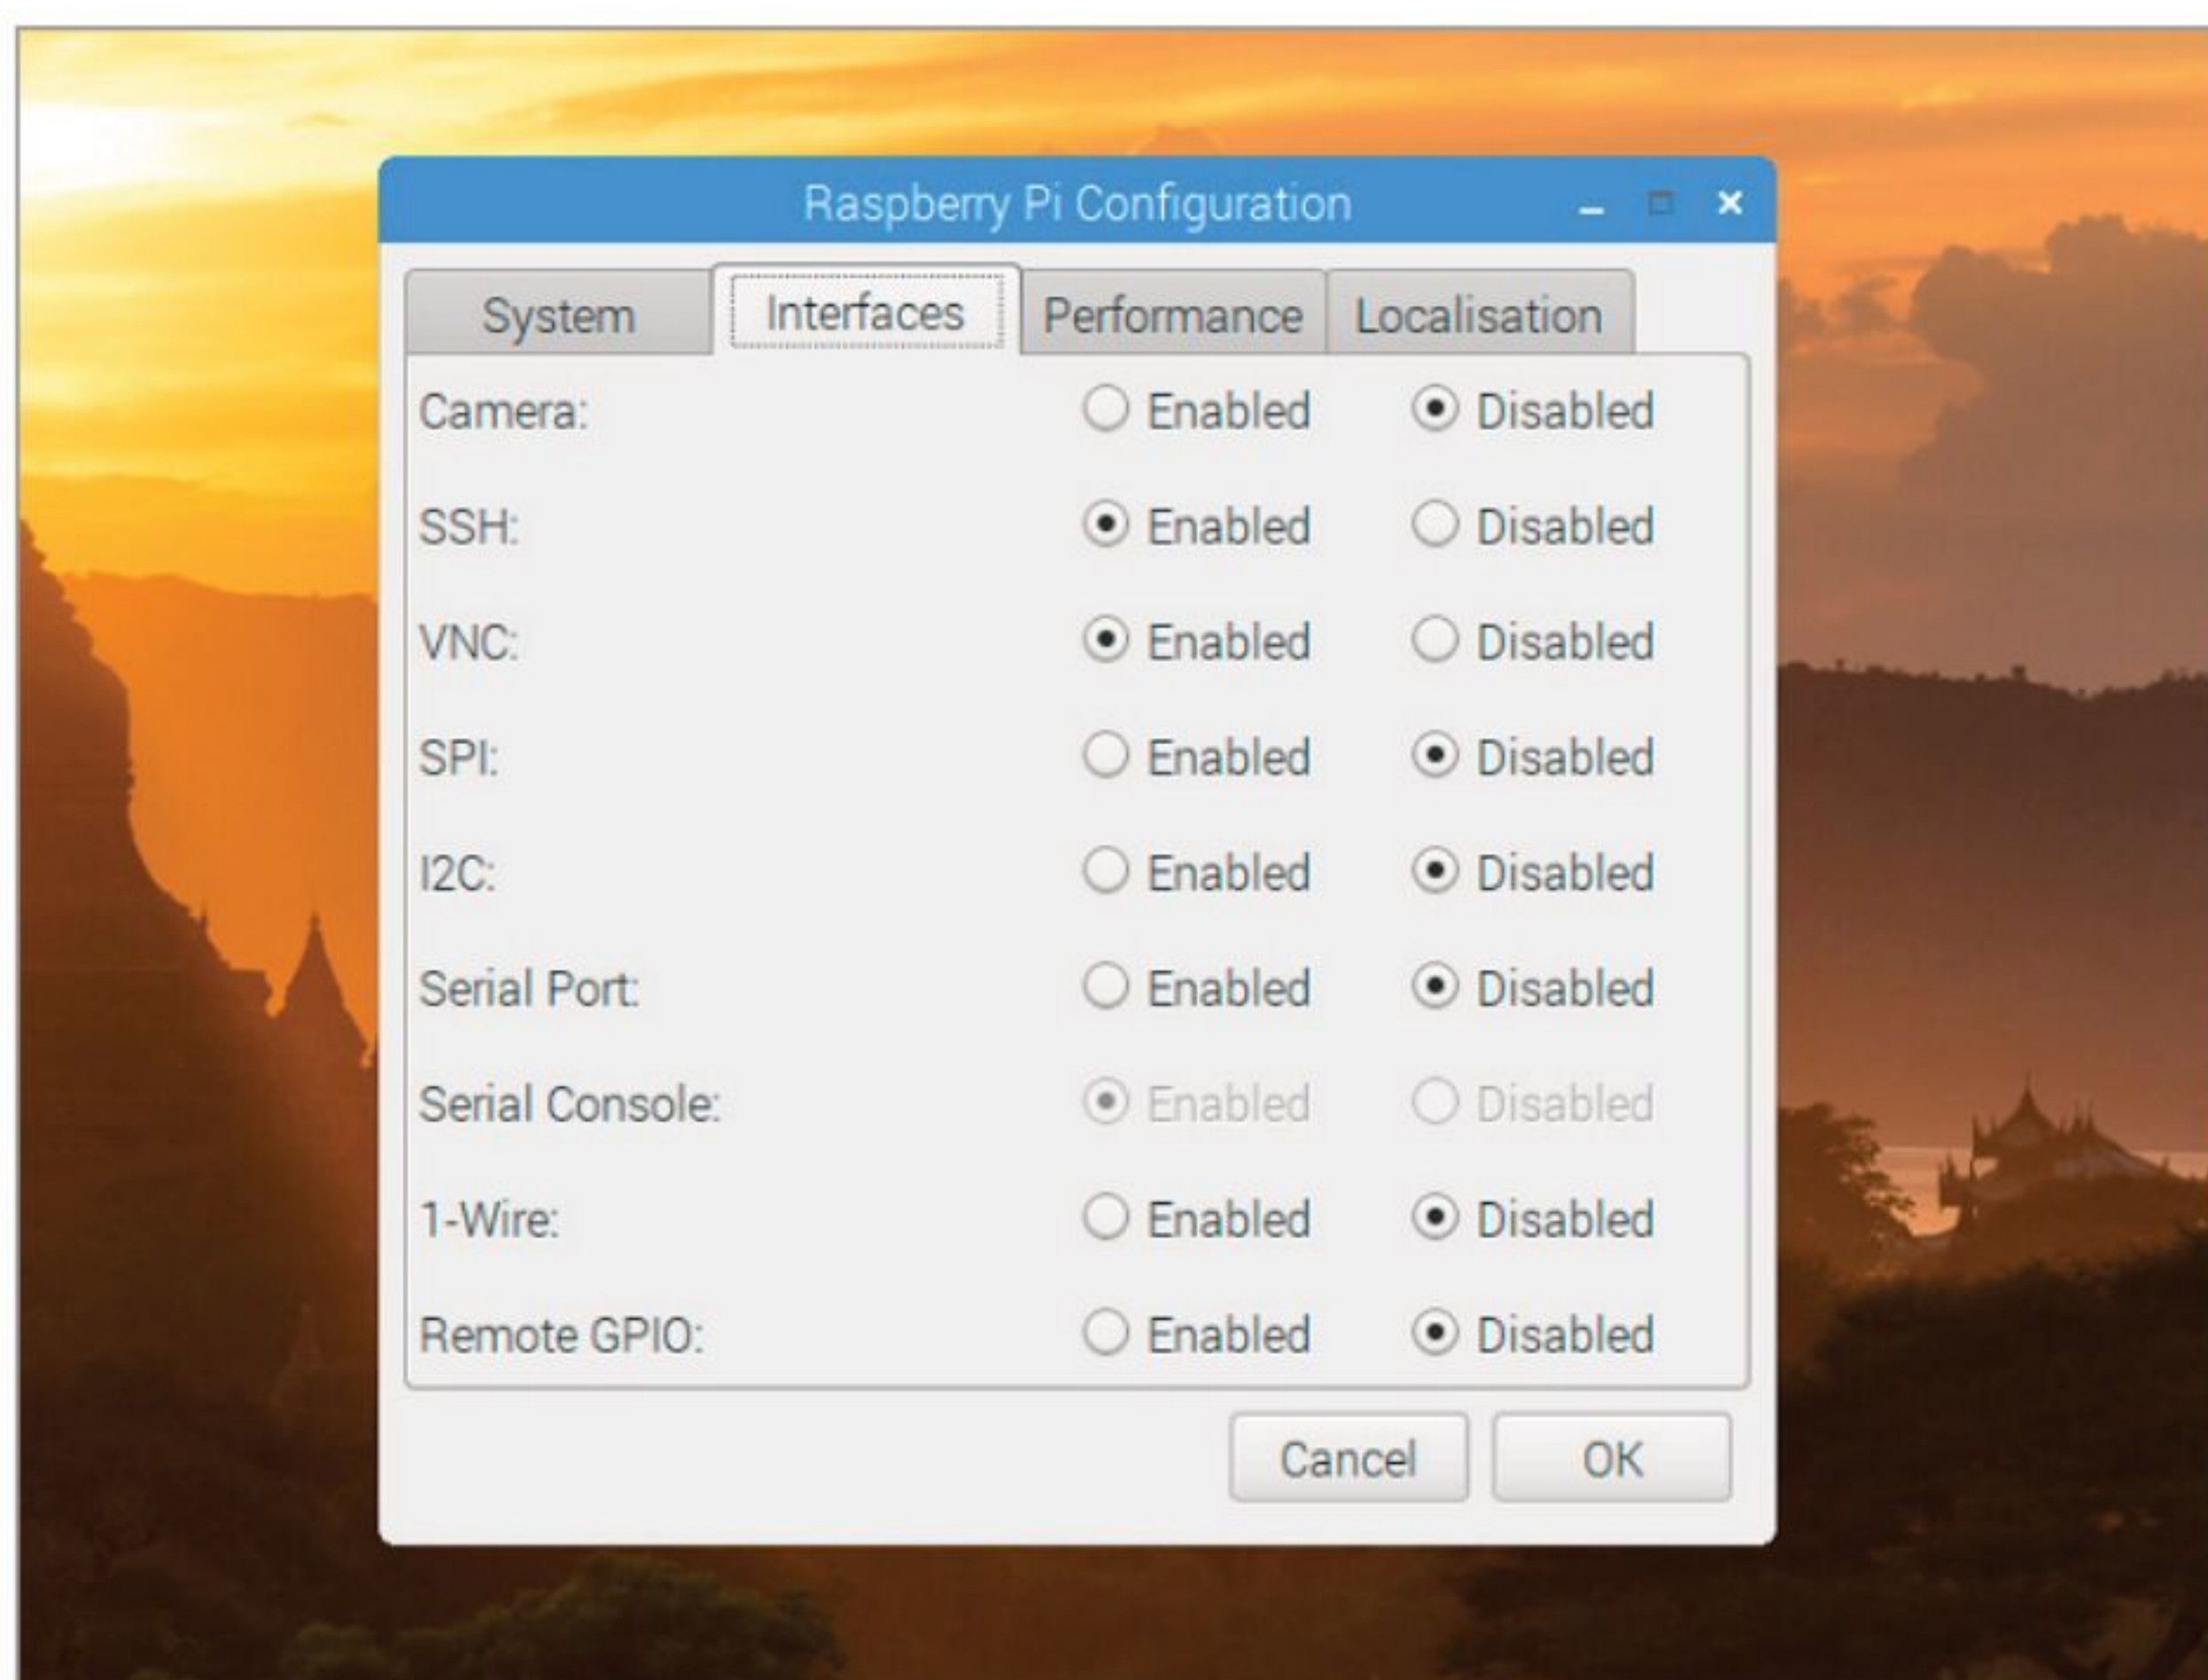 Raspberry Pi Configuration
System Interfaces Performance Localisation
Camera: Enabled Disabled
SSH: Enabled Disabled
VNC: Enabled Disabled
SPI: Enabled Disabled
I2C: Enabled Disabled
Serial Port: Enabled Disabled
Serial Console: Enabled Disabled
1-Wire: Enabled Disabled
Remote GPIO: Enabled Disabled
Cancel OK